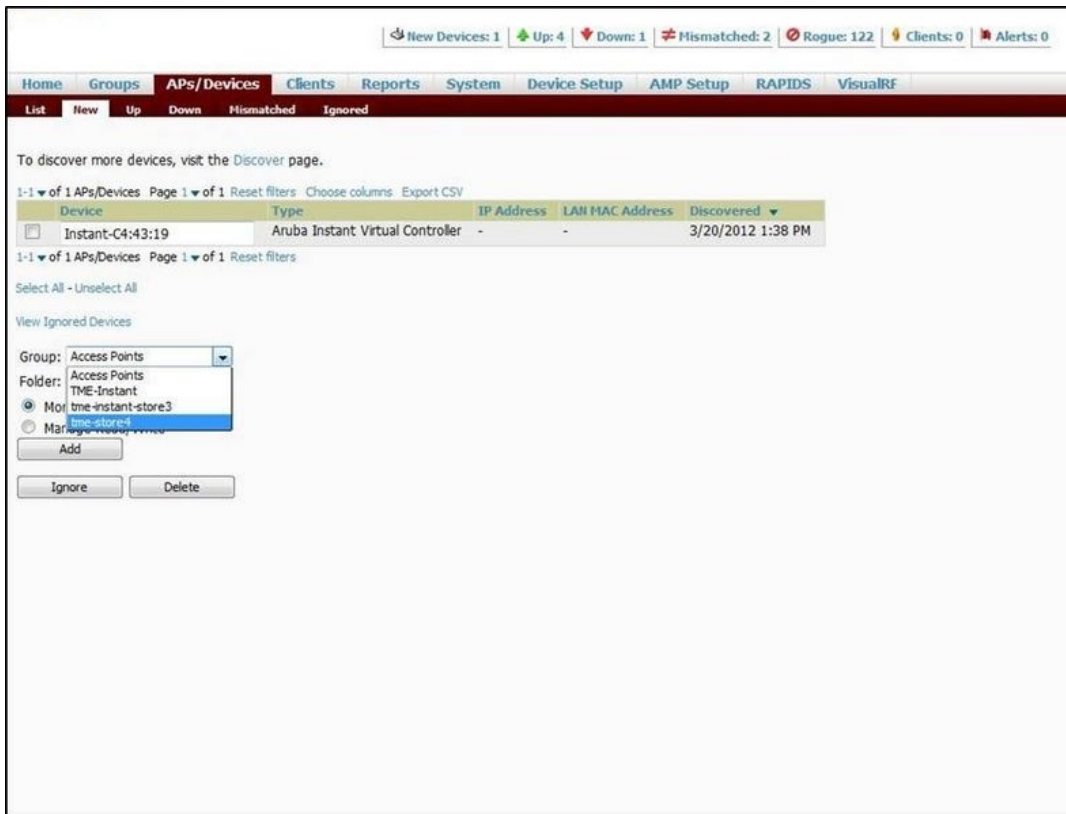 New Devices: 1 Up: 4 Down: 1 Mismatched: 2 Rogue: 122 Clients: 0 Alerts: 0
Home Groups APs/Devices Clients Reports System Device Setup AMP Setup RAPIDS VisualRF
List New Up Down Mismatched Ignored
To discover more devices, visit the Discover page.
1-1 of 1 APs/Devices Page 1 of 1 Reset filters Choose columns Export CSV
Device Type IP Address LAN MAC Address Discovered
Instant-C4:43:19 Aruba Instant Virtual Controller - - 3/20/2012 1:38 PM
1-1 of 1 APs/Devices Page 1 of 1 Reset filters
Select All - Unselect All
View Ignored Devices
Group: Access Points
Access Points
Folder:
TME-Instant
tme-instant-store3
tme-store4
Add
Ignore Delete